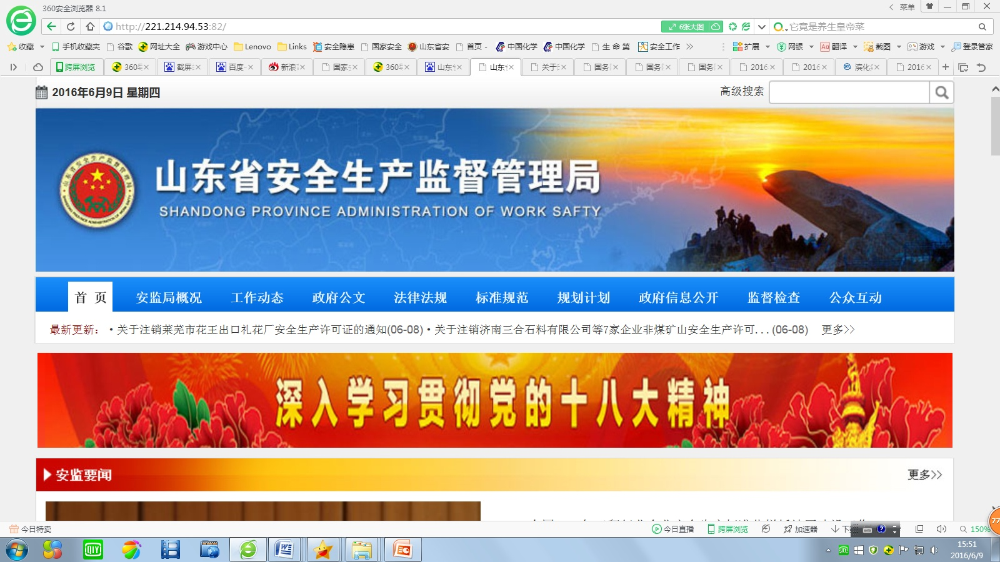 360安全浏览器 8.1
菜单
http://221.214.94.53:82/
6张大图
它竟是养生皇帝菜
收藏 手机收藏夹 谷歌 网址大全 游戏中心 Lenovo Links 安全隐患 国家安全 山东省安 首页 - 中国化学 中国化学 生 命 第 安全工作 扩展 网银 翻译 截图 游戏 登录管家
跨屏浏览 360 截屏 百度- 新浪 国家 360 山东 山东 关于 国务 国务 国务 2016 2016 滨化 2016
2016年6月9日 星期四
高级搜索
山东省安全生产监督管理局
SHANDONG PROVINCE ADMINISTRATION OF WORK SAFTY
首 页 安监局概况 工作动态 政府公文 法律法规 标准规范 规划计划 政府信息公开 监督检查 公众互动
最新更新： • 关于注销莱芜市花王出口礼花厂安全生产许可证的通知(06-08) • 关于注销济南三合石料有限公司等7家企业非煤矿山安全生产许可...(06-08) 更多>>
深入学习贯彻党的十八大精神
安监要闻
更多>>
77
今日特卖
今日直播 跨屏浏览 加速器 下 150%
QIYI
15:51
2016/6/9